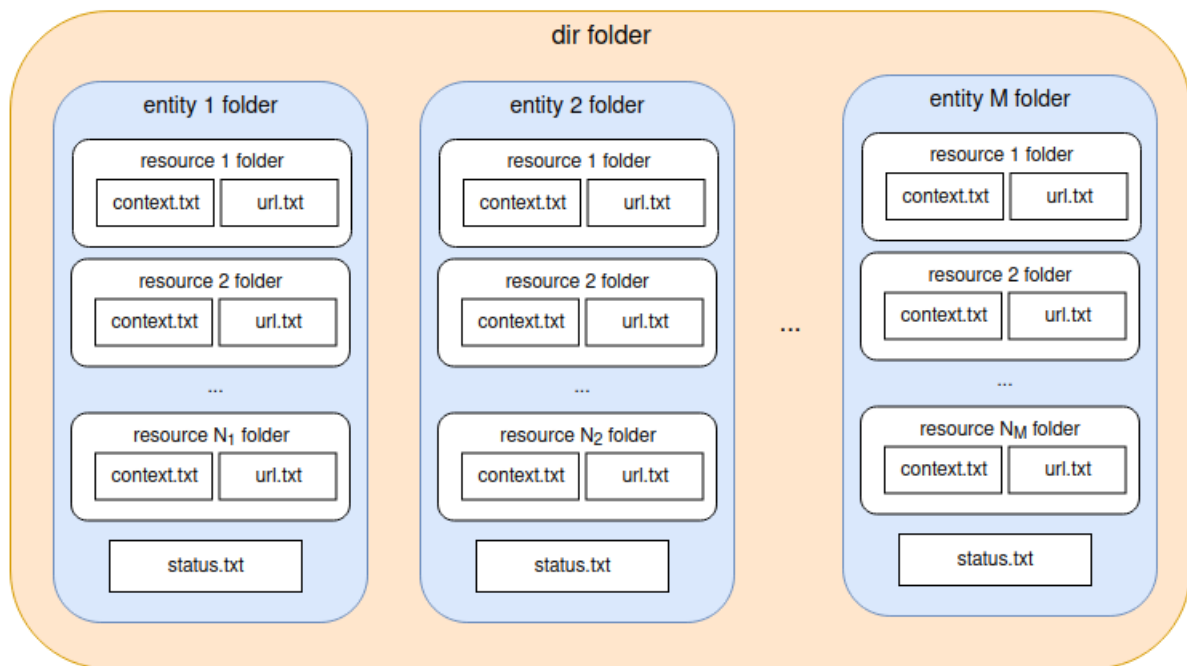 dir folder
entity 1 folder
resource 1 folder
context.txt
url.txt
resource 2 folder
context.txt
url.txt
...
resource N₁ folder
context.txt
url.txt
status.txt
entity 2 folder
resource 1 folder
context.txt
url.txt
resource 2 folder
context.txt
url.txt
...
resource N₂ folder
context.txt
url.txt
status.txt
...
entity M folder
resource 1 folder
context.txt
url.txt
resource 2 folder
context.txt
url.txt
...
resource N_M folder
context.txt
url.txt
status.txt